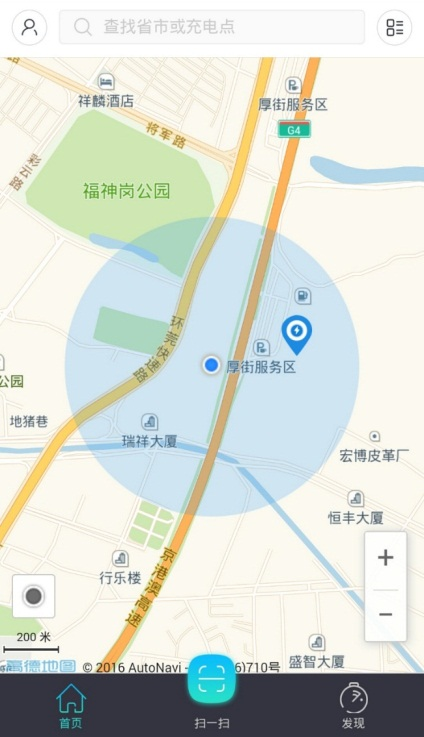 查找省市或充电点
祥麟酒店
厚街服务区
G4
将军路
彩云路
福神岗公园
环莞快速路
厚街服务区
公园
地猪巷
瑞祥大厦
宏博皮革厂
恒丰大厦
行乐楼
京港澳高速
+
−
200 米
盛智大厦
高德地图 © 2016 AutoNavi - 6)710号
首页
扫一扫
发现